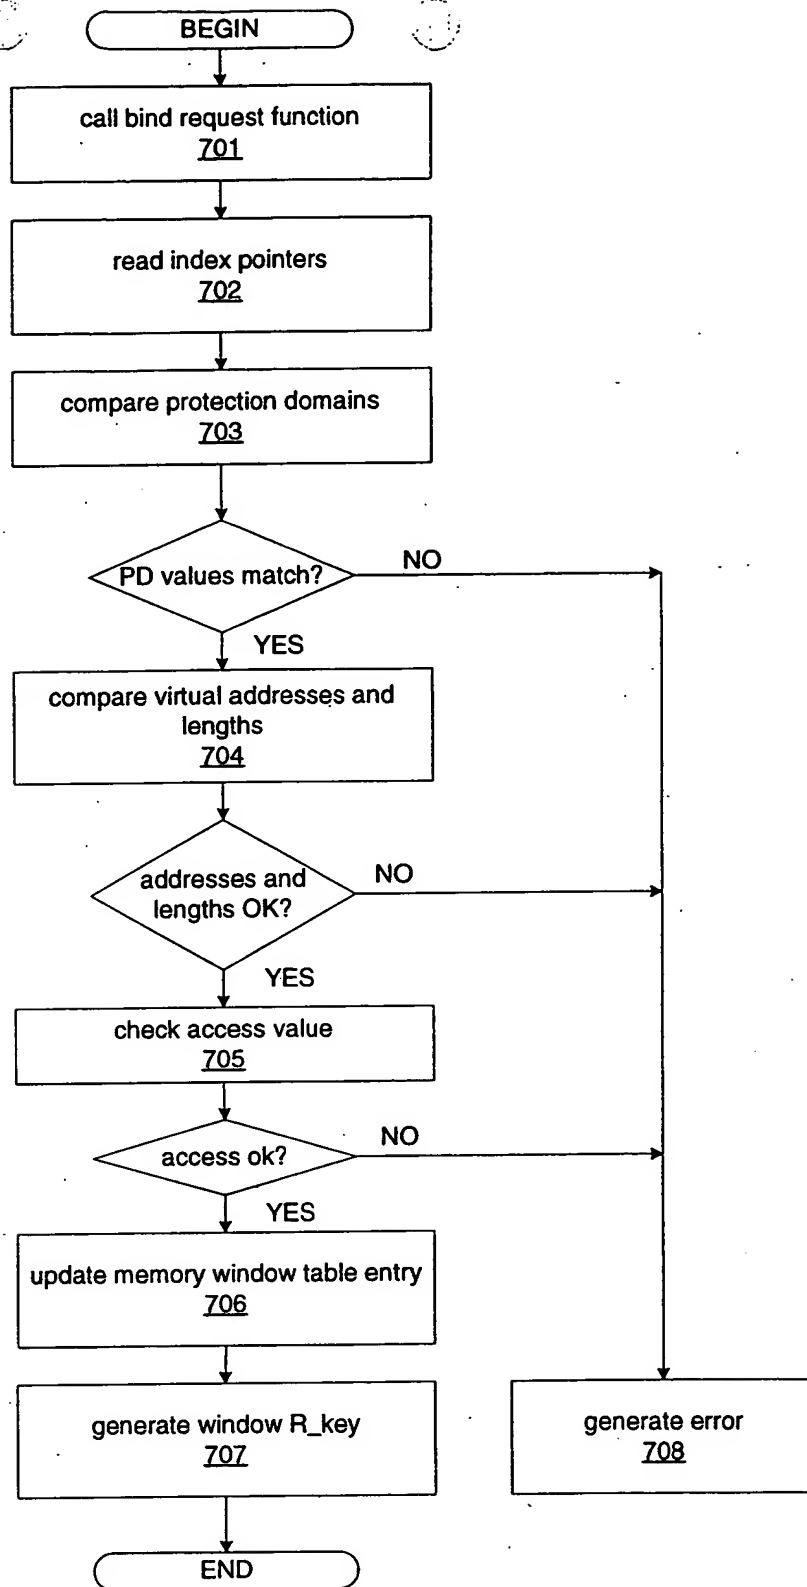 BEGIN
call bind request function
701
read index pointers
702
compare protection domains
703
PD values match?
NO
YES
compare virtual addresses and
lengths
704
addresses and
lengths OK?
NO
YES
check access value
705
access ok?
NO
YES
update memory window table entry
706
generate window R_key
707
generate error
708
END